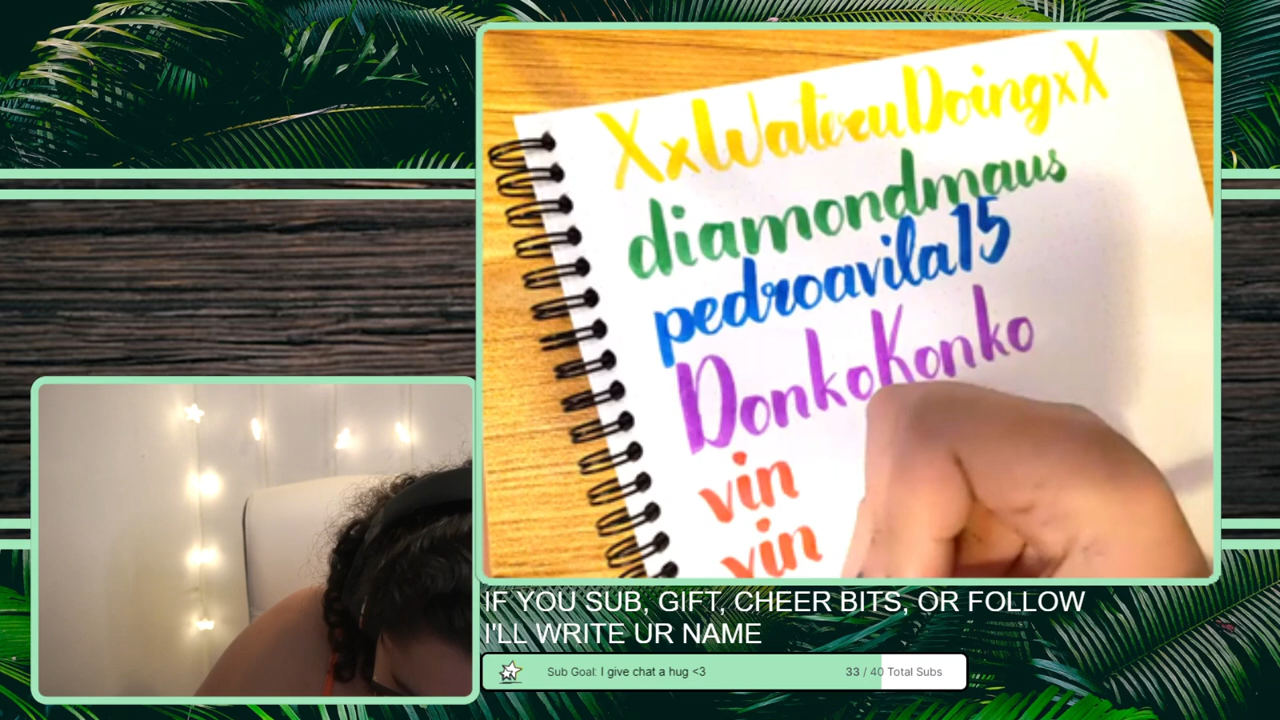 XxWatcruDoingxX
diamondmaus
pedroavila15
DonkoKonko
vin
vin
IF YOU SUB, GIFT, CHEER BITS, OR FOLLOW
I'LL WRITE UR NAME
Sub Goal: I give chat a hug <3 33 / 40 Total Subs